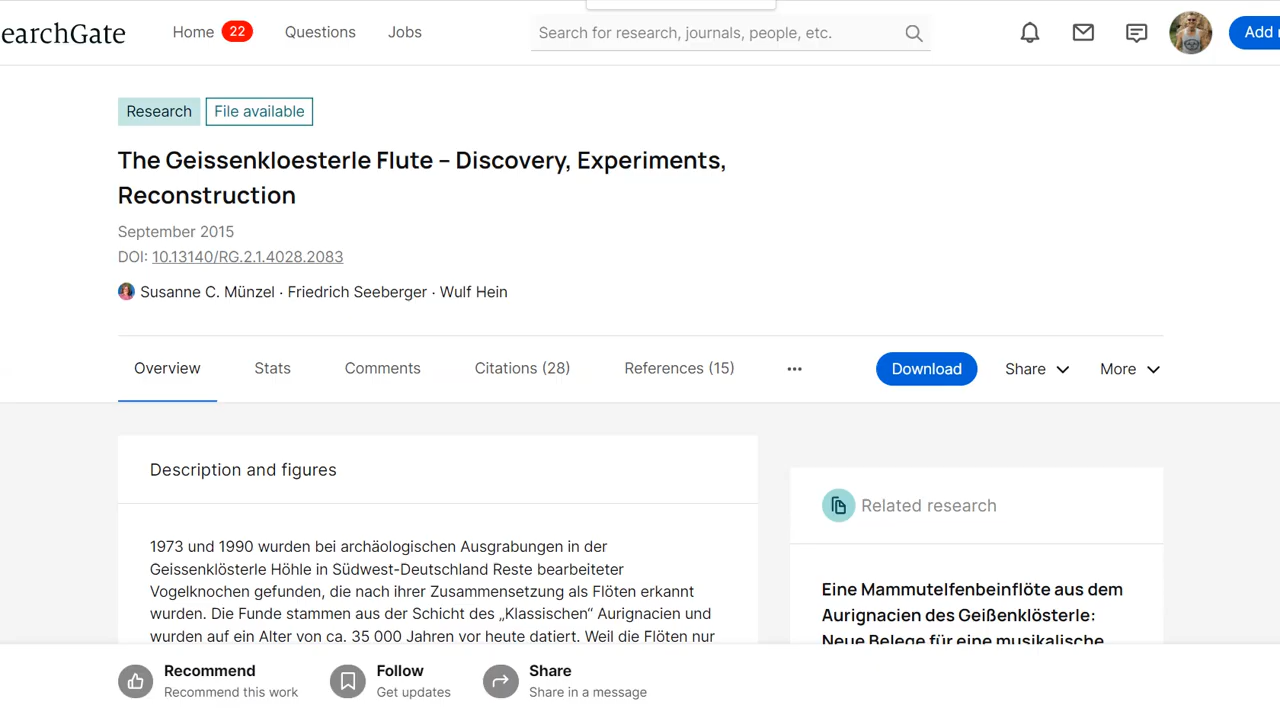 earchGate
Home 22 Questions Jobs
Search for research, journals, people, etc.
Add
Research File available
The Geissenkloesterle Flute – Discovery, Experiments,
Reconstruction
September 2015
DOI: 10.13140/RG.2.1.4028.2083
Susanne C. Münzel · Friedrich Seeberger · Wulf Hein
Overview Stats Comments Citations (28) References (15) ··· Download Share More
Description and figures
1973 und 1990 wurden bei archäologischen Ausgrabungen in der
Geissenklösterle Höhle in Südwest-Deutschland Reste bearbeiteter
Vogelknochen gefunden, die nach ihrer Zusammensetzung als Flöten erkannt
wurden. Die Funde stammen aus der Schicht des „Klassischen“ Aurignacien und
wurden auf ein Alter von ca. 35 000 Jahren vor heute datiert. Weil die Flöten nur
Related research
Eine Mammutelfenbeinflöte aus dem
Aurignacien des Geißenklösterle:
Neue Belege für eine musikalische
Recommend
Recommend this work
Follow
Get updates
Share
Share in a message